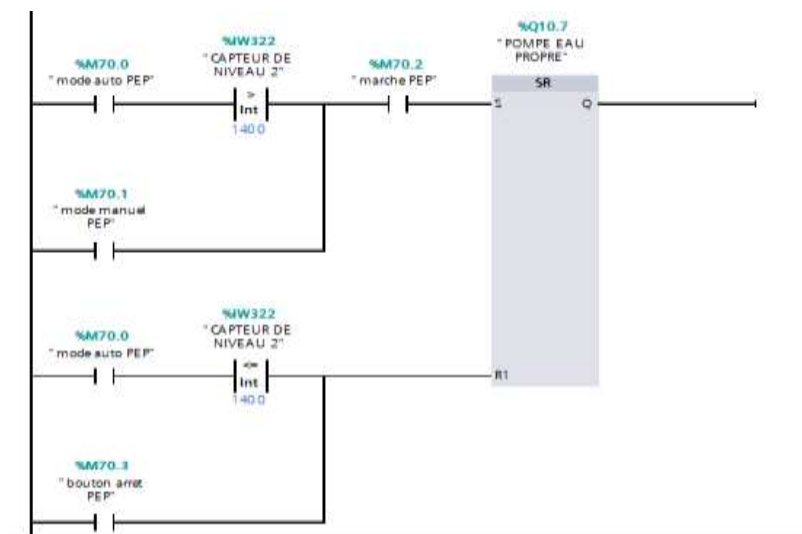 %Q10.7
"POMPE EAU
PROPRE"
%IW322
"CAPTEUR DE
NIVEAU 2"
%M70.0
"mode auto PEP"
%M70.2
"marche PEP"
SR
>
Int
1400
S
Q
%M70.1
"mode manuel
PEP"
%IW322
"CAPTEUR DE
NIVEAU 2"
%M70.0
"mode auto PEP"
<=
Int
1400
R1
%M70.3
"bouton arret
PEP"